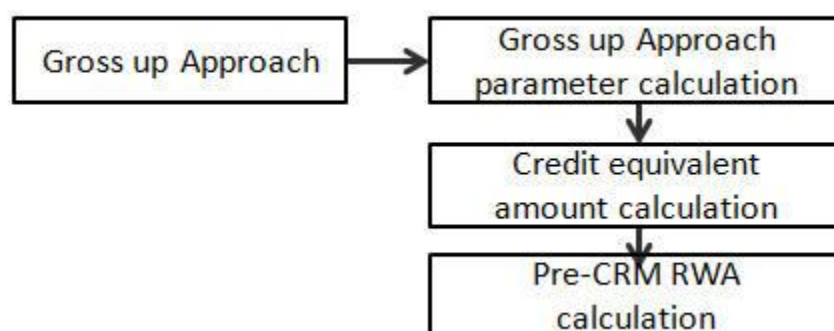 Gross up Approach
Gross up Approach
parameter calculation
Credit equivalent
amount calculation
Pre-CRM RWA
calculation